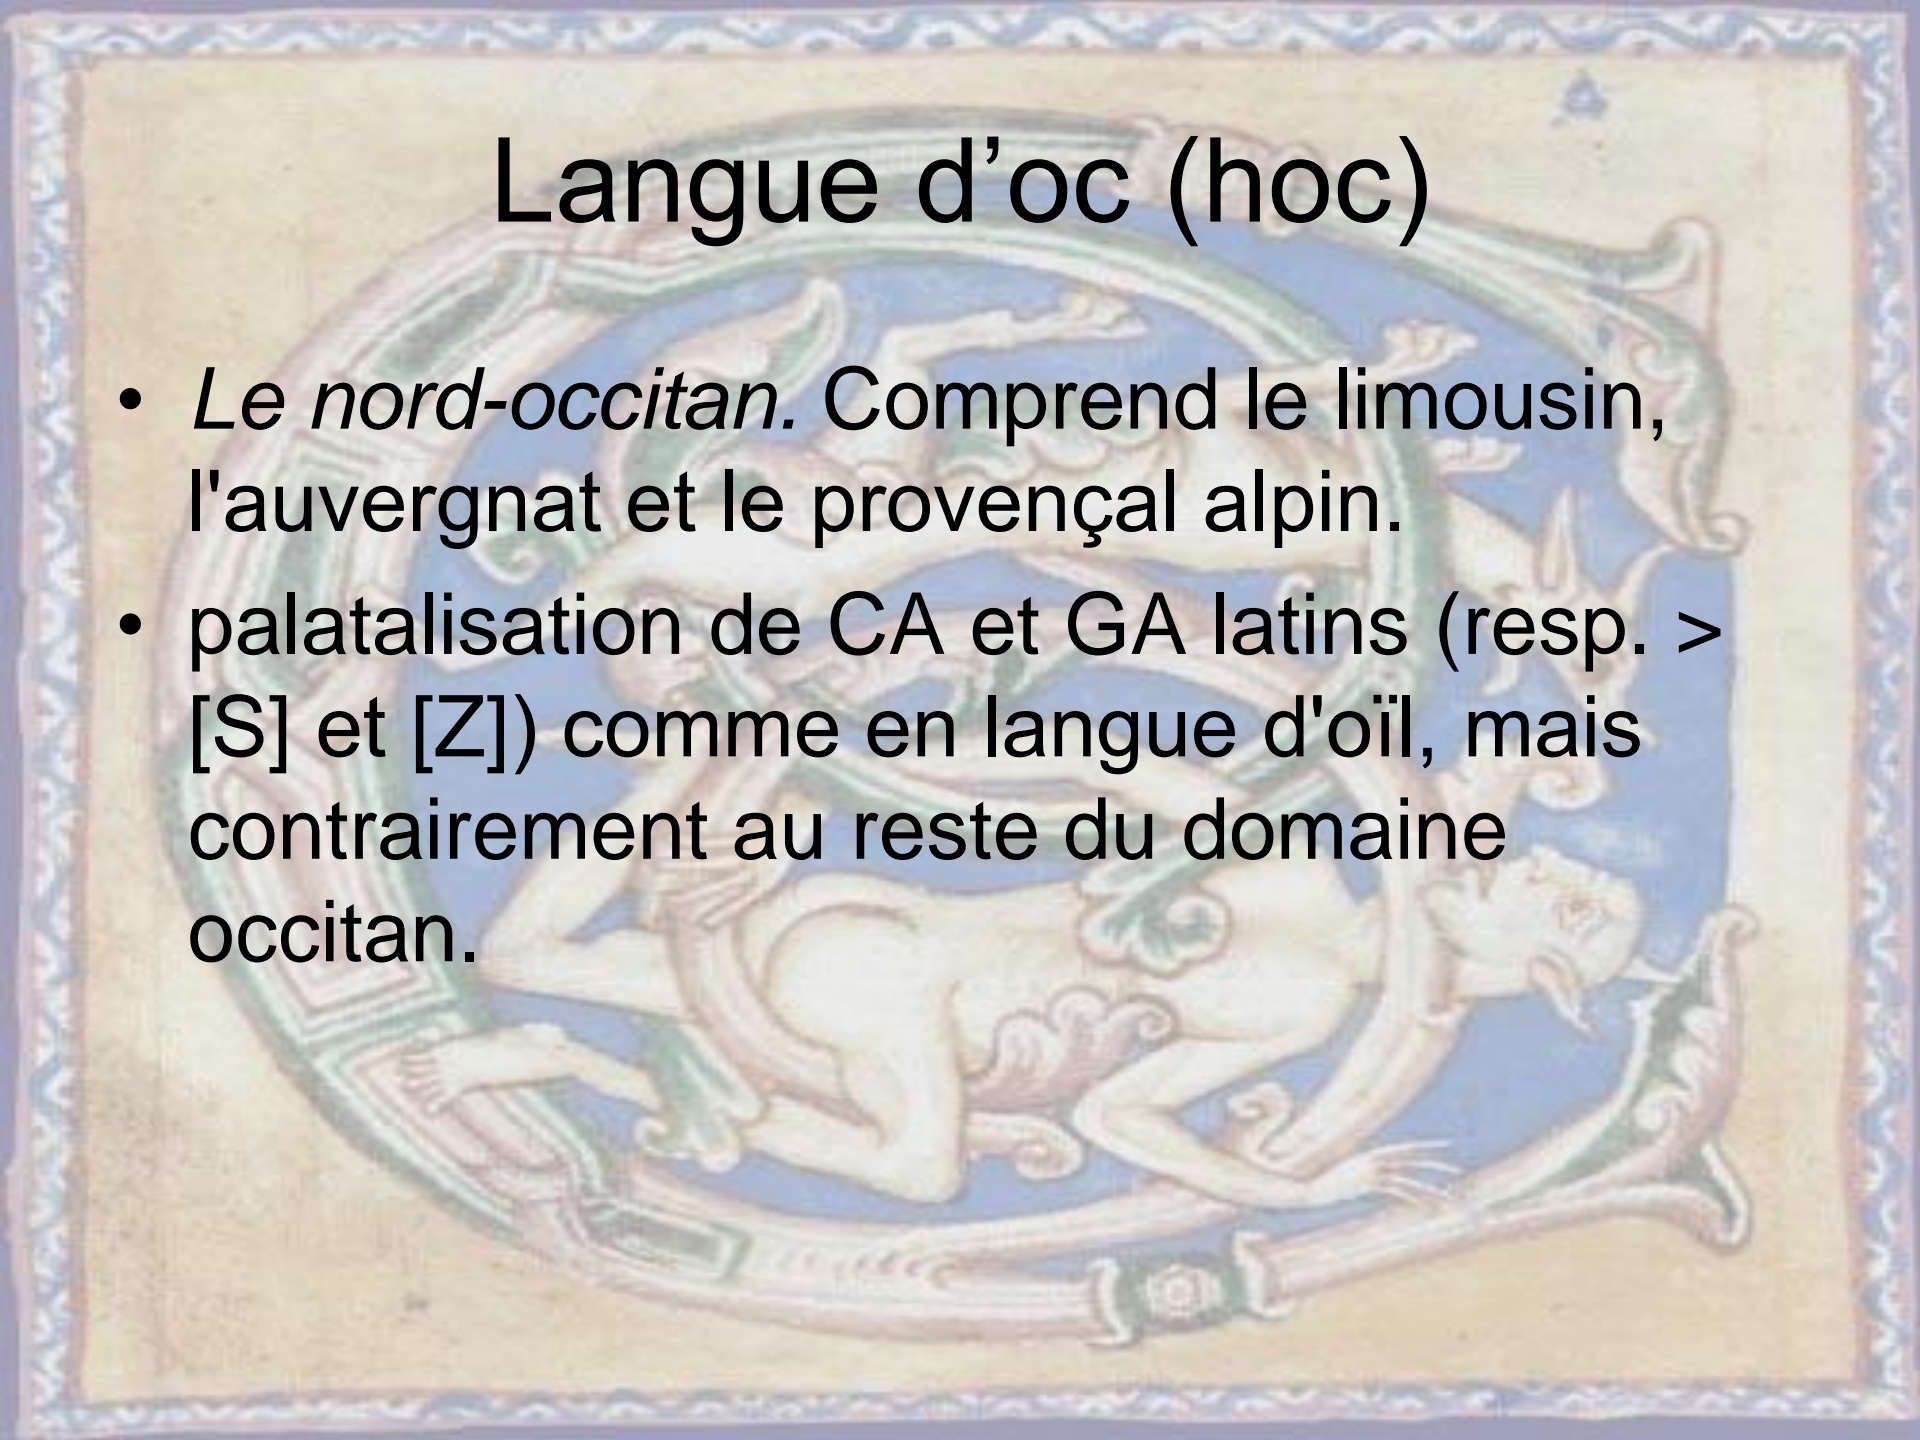 Langue d’oc (hoc)
• Le nord-occitan. Comprend le limousin,
l'auvergnat et le provençal alpin.
• palatalisation de CA et GA latins (resp. >
[S] et [Z]) comme en langue d'oïl, mais
contrairement au reste du domaine
occitan.